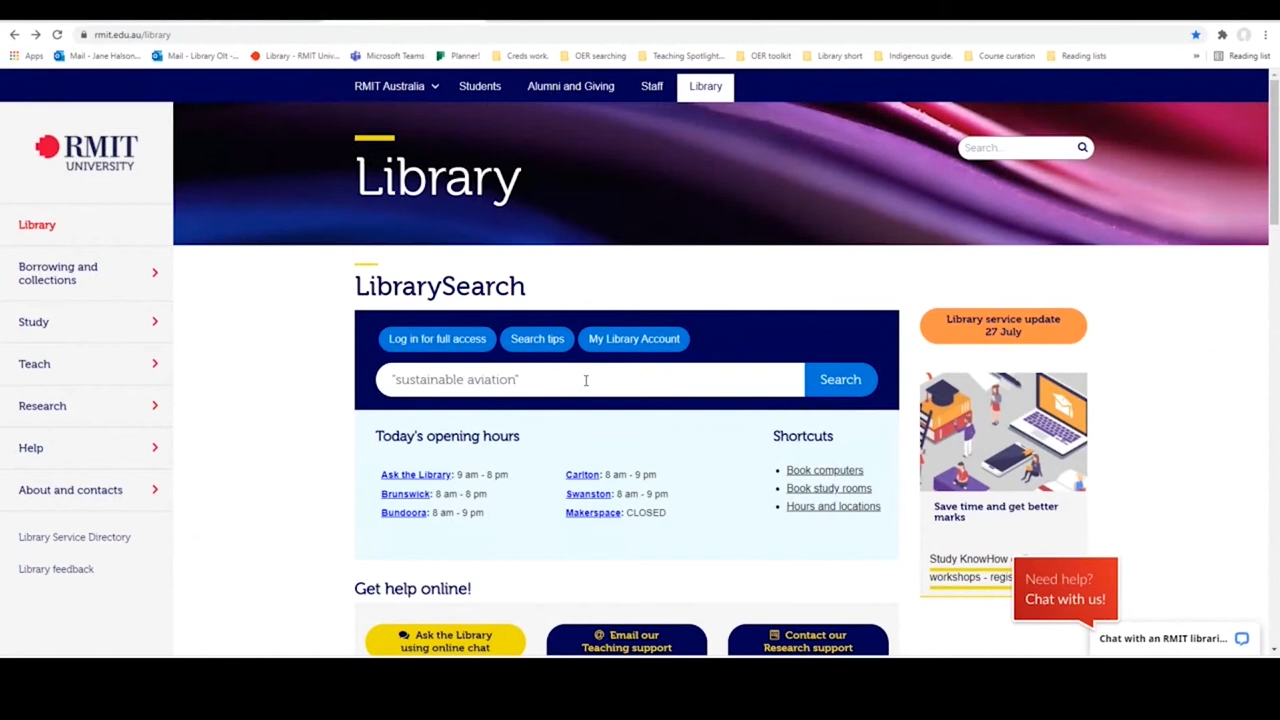 rmit.edu.au/library
Apps
Mail - Jane Halson...
Mail - Library Olt -...
Library - RMIT Univ...
Microsoft Teams
Planner!
Creds work.
OER searching
Teaching Spotlight...
OER toolkit
Library short
Indigenous guide.
Course curation
Reading lists
»
Reading list
RMIT Australia
Students
Alumni and Giving
Staff
Library
RMIT
UNIVERSITY
Library
Search...
Library
Borrowing and
collections
Study
Teach
Research
Help
About and contacts
Library Service Directory
Library feedback
LibrarySearch
Log in for full access
Search tips
My Library Account
"sustainable aviation"
Search
Today's opening hours
Ask the Library: 9 am - 8 pm
Brunswick: 8 am - 8 pm
Bundoora: 8 am - 9 pm
Carlton: 8 am - 9 pm
Swanston: 8 am - 9 pm
Makerspace: CLOSED
Shortcuts
Book computers
Book study rooms
Hours and locations
Library service update
27 July
Save time and get better
marks
Study KnowHow
workshops - regis
Need help?
Chat with us!
Chat with an RMIT librari...
Get help online!
Ask the Library
using online chat
Email our
Teaching support
Contact our
Research support